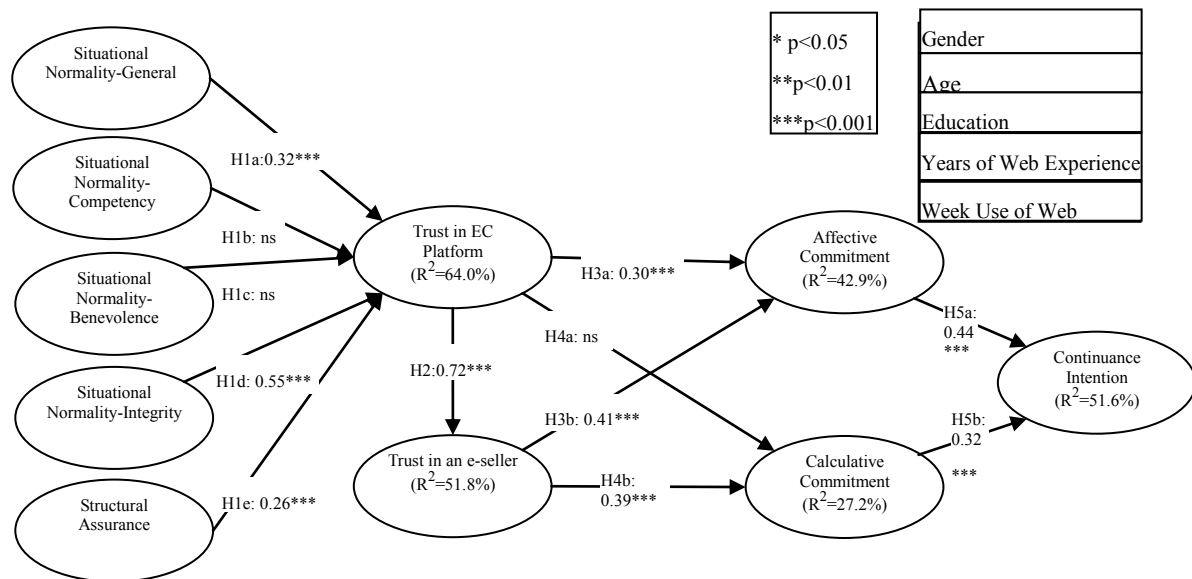 Situational
Normality-General
Situational
Normality-
Competency
Situational
Normality-
Benevolence
Situational
Normality-Integrity
Structural
Assurance
H1a:0.32***
H1b: ns
H1c: ns
H1d: 0.55***
H1e: 0.26***
Trust in EC
Platform
(R²=64.0%)
H2:0.72***
Trust in an e-seller
(R²=51.8%)
H3a: 0.30***
H4a: ns
H3b: 0.41***
H4b:
0.39***
Affective
Commitment
(R²=42.9%)
Calculative
Commitment
(R²=27.2%)
H5a:
0.44
***
H5b:
0.32
***
Continuance
Intention
(R²=51.6%)
* p<0.05
**p<0.01
***p<0.001
Gender
Age
Education
Years of Web Experience
Week Use of Web